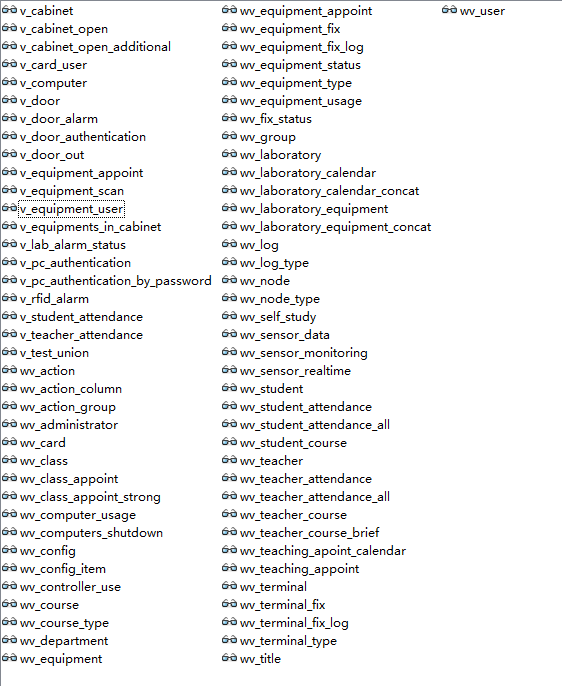 v_cabinet
v_cabinet_open
v_cabinet_open_additional
v_card_user
v_computer
v_door
v_door_alarm
v_door_authentication
v_door_out
v_equipment_appoint
v_equipment_scan
v_equipment_user
v_equipments_in_cabinet
v_lab_alarm_status
v_pc_authentication
v_pc_authentication_by_password
v_rfid_alarm
v_student_attendance
v_teacher_attendance
v_test_union
wv_action
wv_action_column
wv_action_group
wv_administrator
wv_card
wv_class
wv_class_appoint
wv_class_appoint_strong
wv_computer_usage
wv_computers_shutdown
wv_config
wv_config_item
wv_controller_use
wv_course
wv_course_type
wv_department
wv_equipment
wv_equipment_appoint
wv_equipment_fix
wv_equipment_fix_log
wv_equipment_status
wv_equipment_type
wv_equipment_usage
wv_fix_status
wv_group
wv_laboratory
wv_laboratory_calendar
wv_laboratory_calendar_concat
wv_laboratory_equipment
wv_laboratory_equipment_concat
wv_log
wv_log_type
wv_node
wv_node_type
wv_self_study
wv_sensor_data
wv_sensor_monitoring
wv_sensor_realtime
wv_student
wv_student_attendance
wv_student_attendance_all
wv_student_course
wv_teacher
wv_teacher_attendance
wv_teacher_attendance_all
wv_teacher_course
wv_teacher_course_brief
wv_teaching_apoint_calendar
wv_teaching_appoint
wv_terminal
wv_terminal_fix
wv_terminal_fix_log
wv_terminal_type
wv_title
wv_user